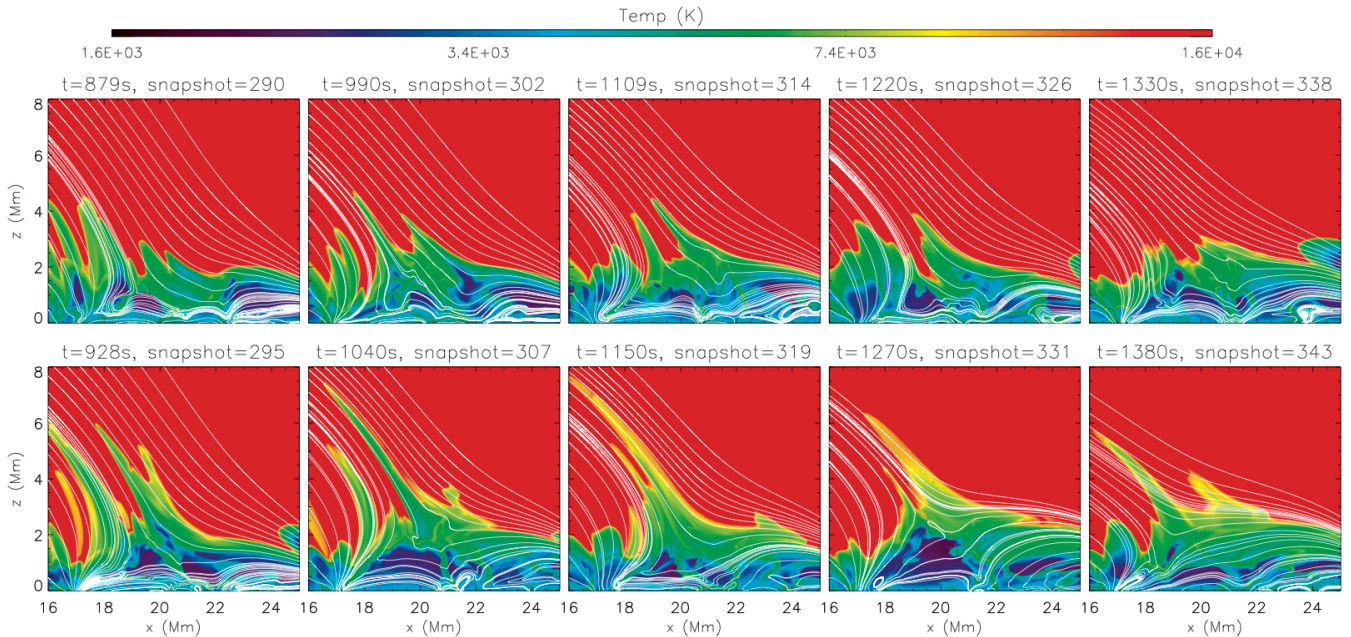 Temp (K)
1.6E+03 3.4E+03 7.4E+03 1.6E+04
t=879s, snapshot=290 t=990s, snapshot=302 t=1109s, snapshot=314 t=1220s, snapshot=326 t=1330s, snapshot=338
8
6
4
2
0
z (Mm)
t=928s, snapshot=295 t=1040s, snapshot=307 t=1150s, snapshot=319 t=1270s, snapshot=331 t=1380s, snapshot=343
8
6
4
2
0
z (Mm)
16 18 20 22 24 16 18 20 22 24 16 18 20 22 24 16 18 20 22 24 16 18 20 22 24
x (Mm) x (Mm) x (Mm) x (Mm) x (Mm)